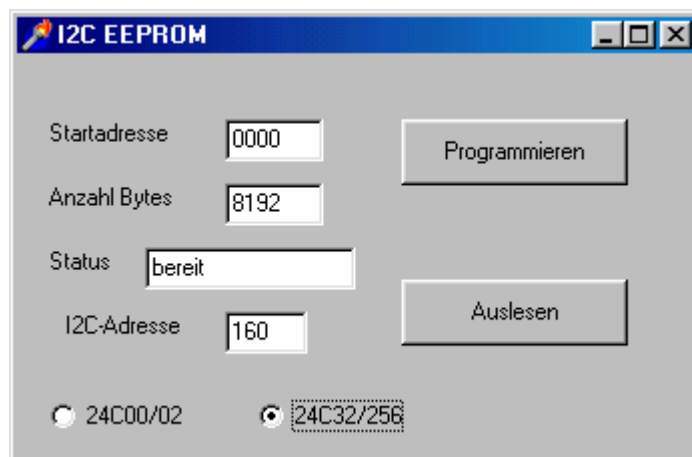 I2C EEPROM
Startadresse 0000 Programmieren
Anzahl Bytes 8192
Status bereit
I2C-Adresse 160 Auslesen
24C00/02 24C32/256